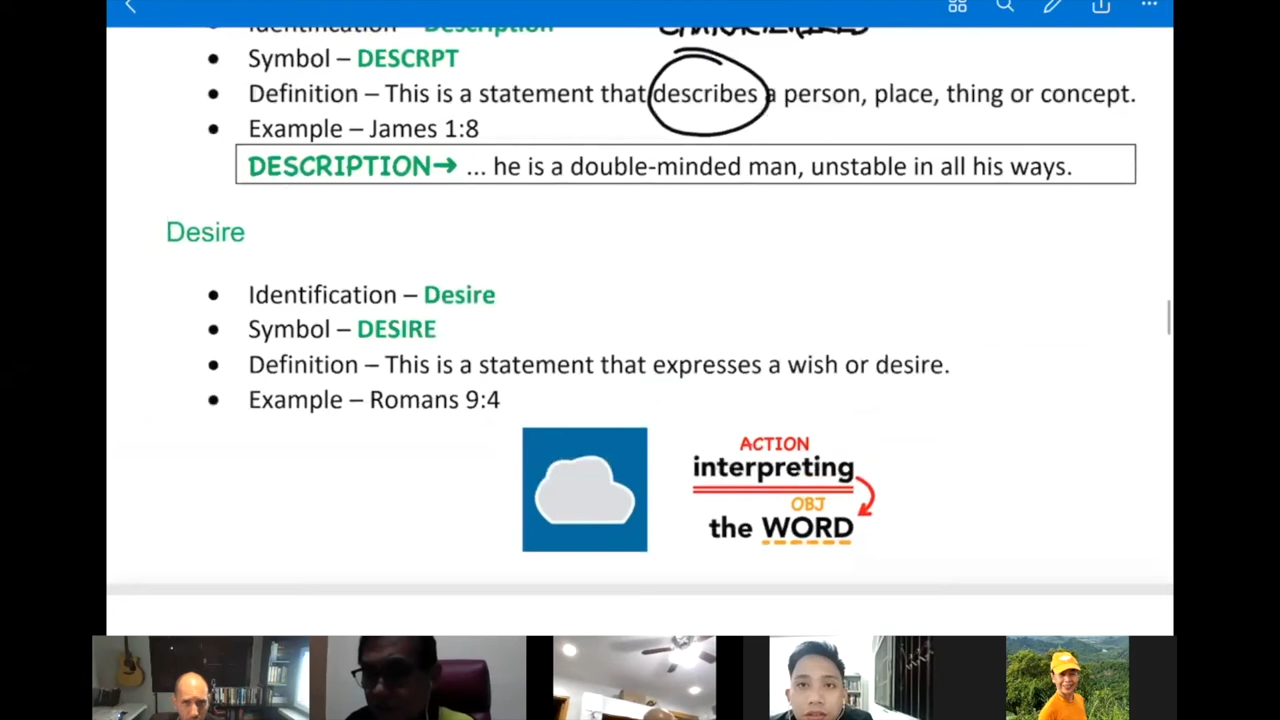 Identification – Description
• Symbol – DESCRPT
• Definition – This is a statement that describes a person, place, thing or concept.
• Example – James 1:8
DESCRIPTION➔ ... he is a double-minded man, unstable in all his ways.
Desire
• Identification – Desire
• Symbol – DESIRE
• Definition – This is a statement that expresses a wish or desire.
• Example – Romans 9:4
ACTION
interpreting
OBJ
the WORD